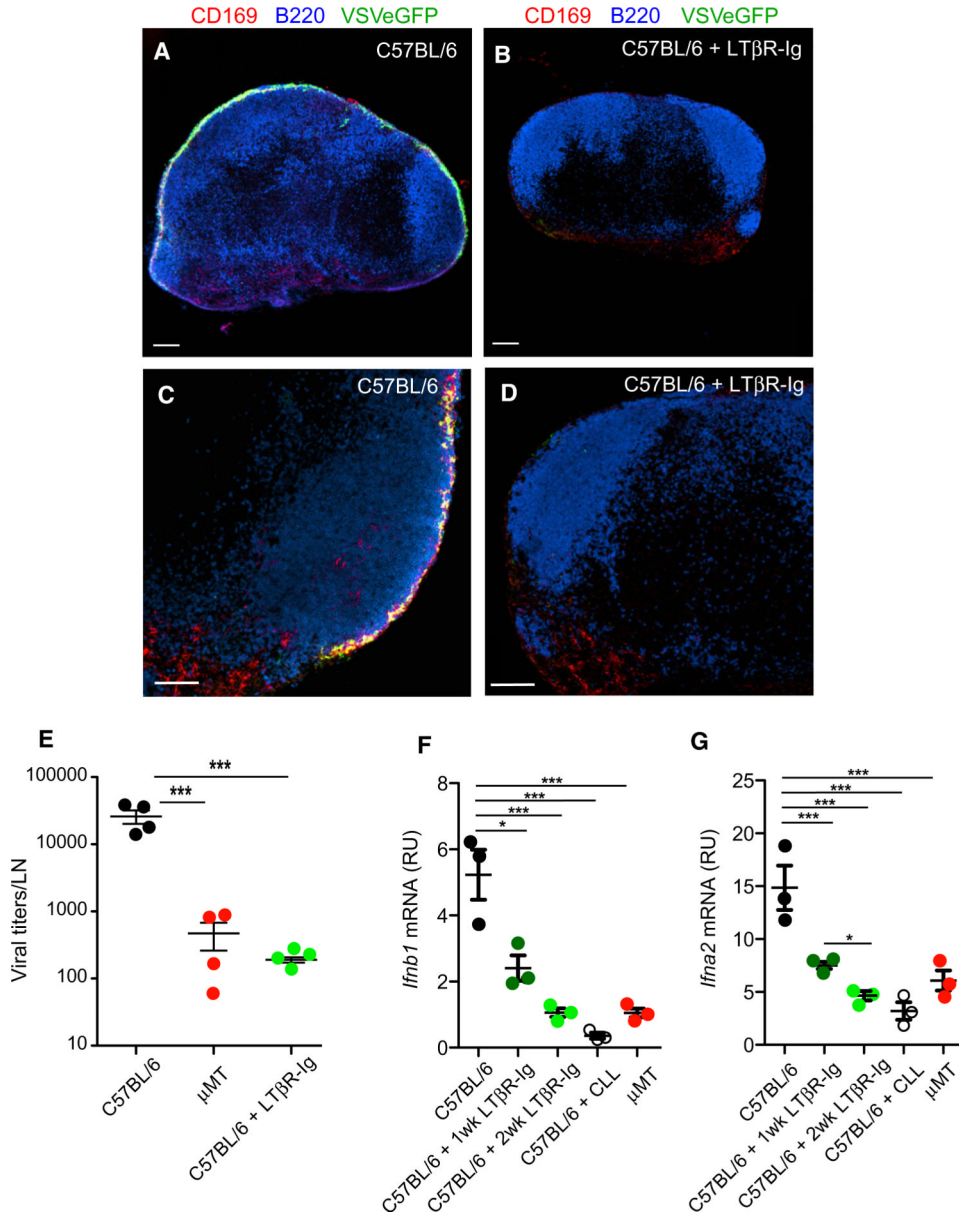 CD169 B220 VSVeGFP CD169 B220 VSVeGFP
A C57BL/6
B C57BL/6 + LTβR-Ig
C C57BL/6
D C57BL/6 + LTβR-Ig
E
Viral titers/LN
100000
10000
1000
100
10
***
***
C57BL/6
μMT
C57BL/6 + LTβR-Ig
F
Ifnb1 mRNA (RU)
8
6
4
2
0
***
***
***
*
C57BL/6
C57BL/6 + 1wk LTβR-Ig
C57BL/6 + 2wk LTβR-Ig
C57BL/6 + CLL
μMT
G
Ifna2 mRNA (RU)
25
20
15
10
5
0
***
***
***
***
*
C57BL/6
C57BL/6 + 1wk LTβR-Ig
C57BL/6 + 2wk LTβR-Ig
C57BL/6 + CLL
μMT